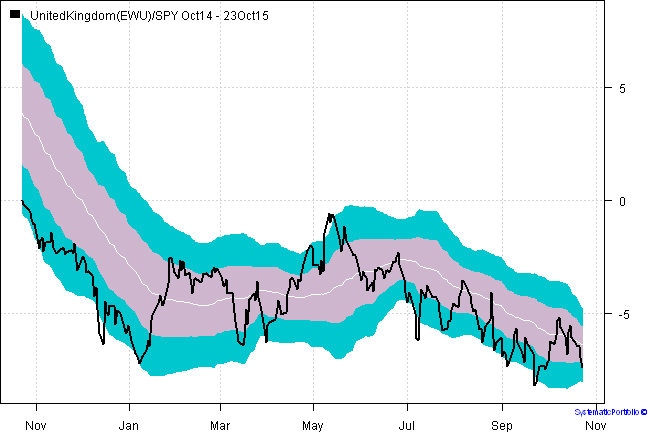 UnitedKingdom(EWU)/SPY Oct14 - 23Oct15
5
0
-5
Nov Jan Mar May Jul Sep Nov
SystematicPortfolio ©